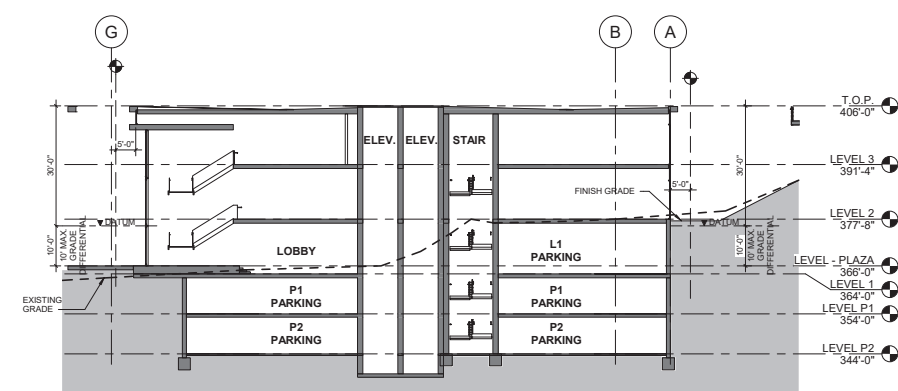 G
B
A
T.O.P.
406'-0"
ELEV.
ELEV.
STAIR
5'-0"
30'-0"
30'-0"
LEVEL 3
391'-4"
FINISH GRADE
5'-0"
LEVEL 2
377'-8"
DATUM
DATUM
10'-0"
10' MAX.
GRADE
DIFFERENTIAL
LOBBY
L1
PARKING
10'-0"
10' MAX.
GRADE
DIFFERENTIAL
LEVEL - PLAZA
366'-0"
LEVEL 1
364'-0"
EXISTING
GRADE
P1
PARKING
P1
PARKING
LEVEL P1
354'-0"
P2
PARKING
P2
PARKING
LEVEL P2
344'-0"